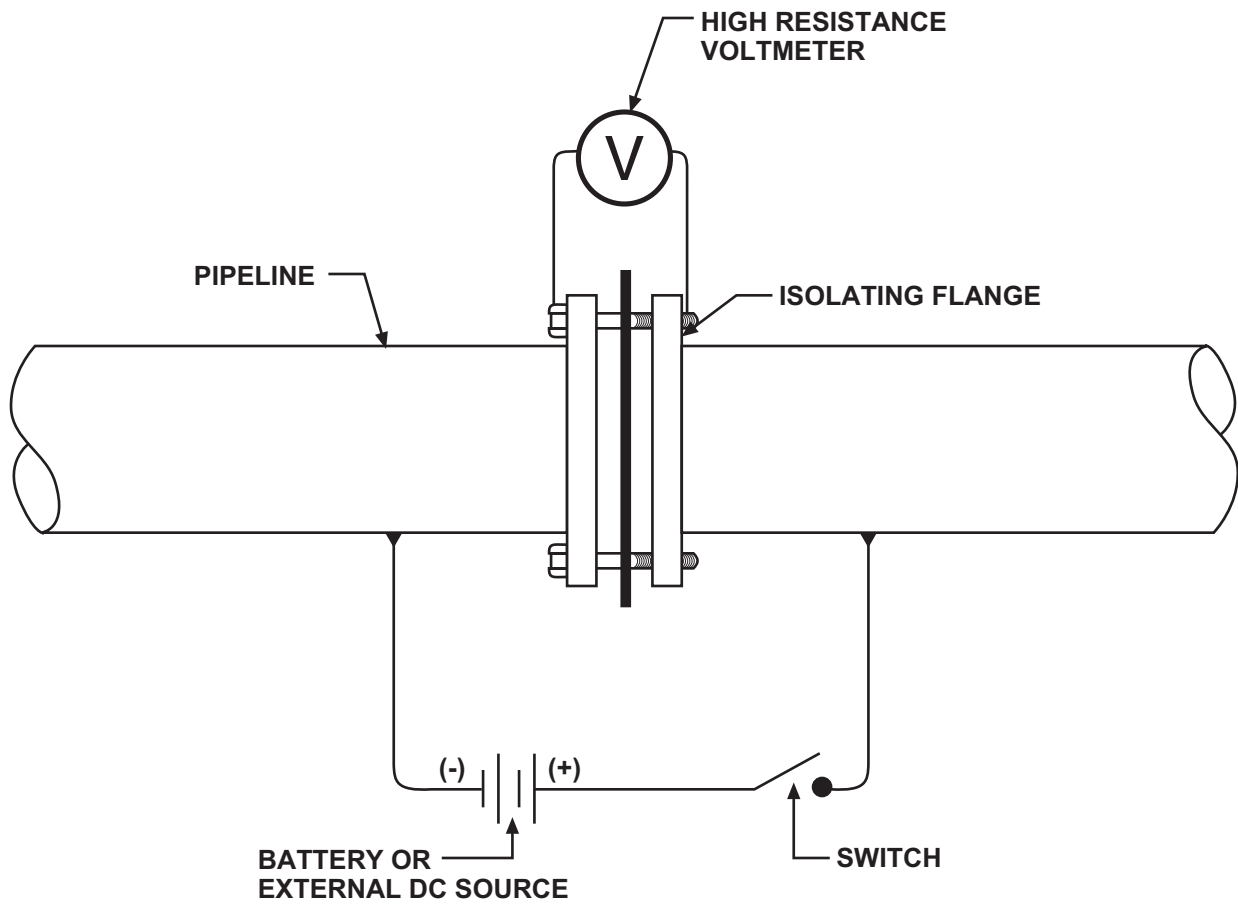 HIGH RESISTANCE
VOLTMETER
V
PIPELINE
ISOLATING FLANGE
(-)
(+)
BATTERY OR
EXTERNAL DC SOURCE
SWITCH